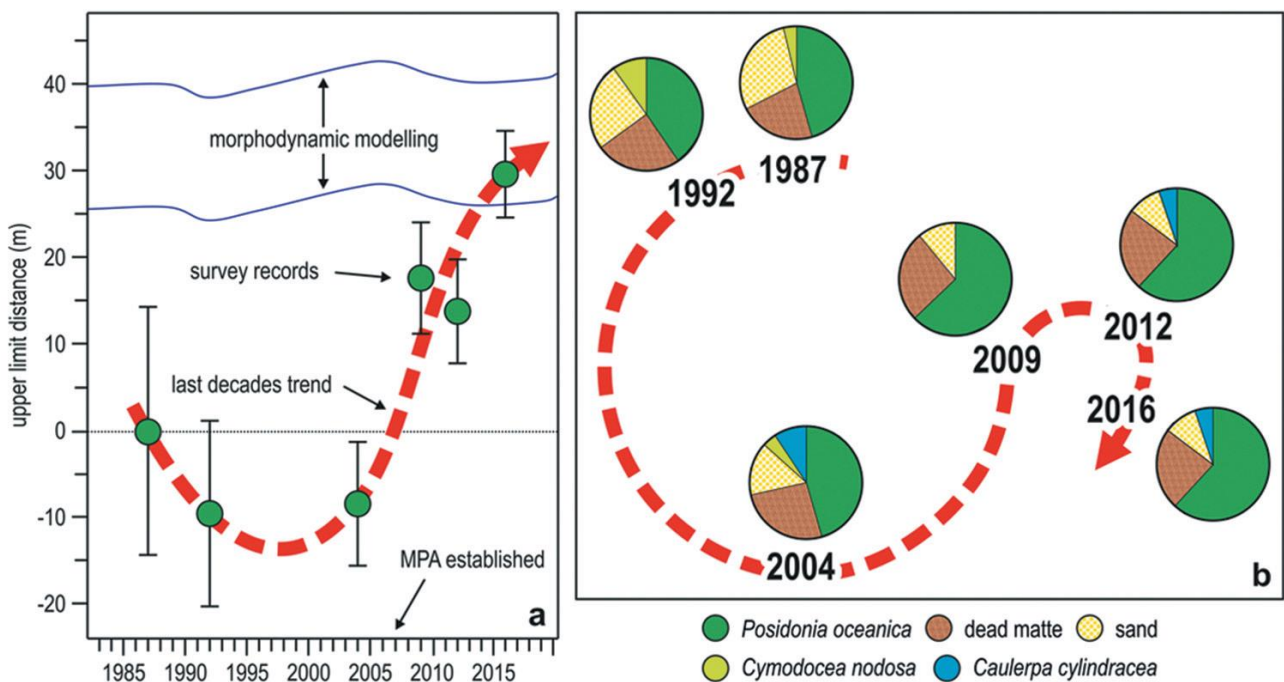 upper limit distance (m)
40
30
20
10
0
-10
-20
morphodynamic modelling
survey records
last decades trend
MPA established
a
1985 1990 1995 2000 2005 2010 2015
1987
1992
2012
2009
2016
2004
b
Posidonia oceanica dead matte sand
Cymodocea nodosa Caulerpa cylindracea